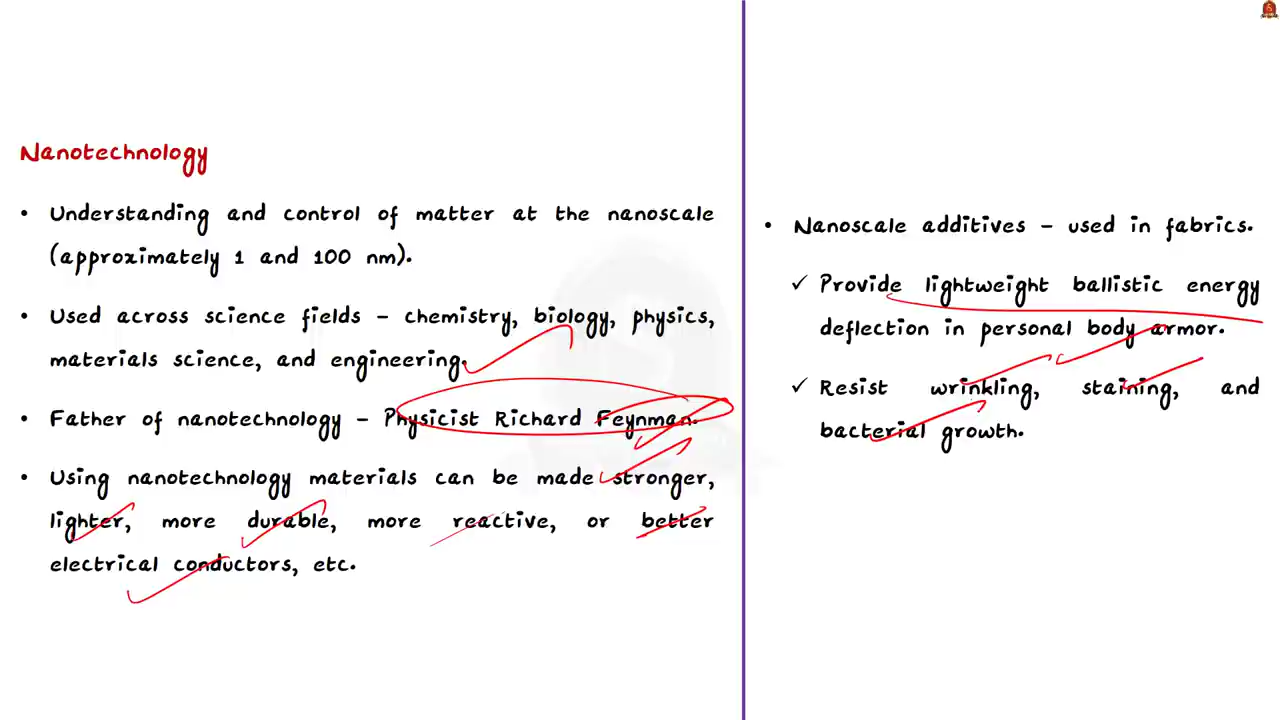 Nanotechnology
• Understanding and control of matter at the nanoscale
(approximately 1 and 100 nm).
• Used across science fields – chemistry, biology, physics,
materials science, and engineering.
• Father of nanotechnology – Physicist Richard Feynman.
• Using nanotechnology materials can be made stronger,
lighter, more durable, more reactive, or better
electrical conductors, etc.
• Nanoscale additives – used in fabrics.
✓ Provide lightweight ballistic energy
deflection in personal body armor.
✓ Resist wrinkling, staining, and
bacterial growth.